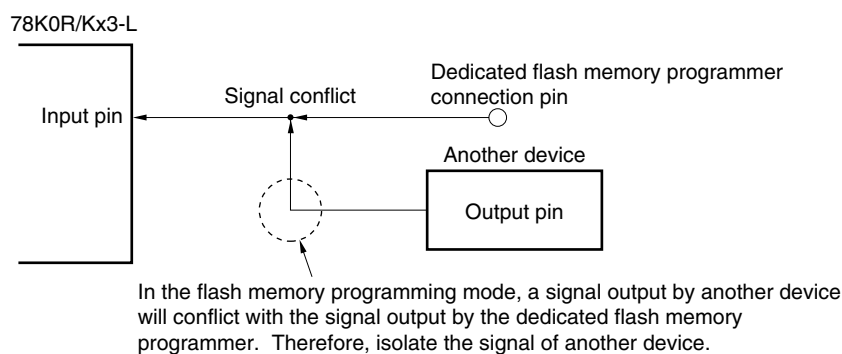 78K0R/Kx3-L
Dedicated flash memory programmer
connection pin
Signal conflict
Input pin
Another device
Output pin
In the flash memory programming mode, a signal output by another device
will conflict with the signal output by the dedicated flash memory
programmer.  Therefore, isolate the signal of another device.